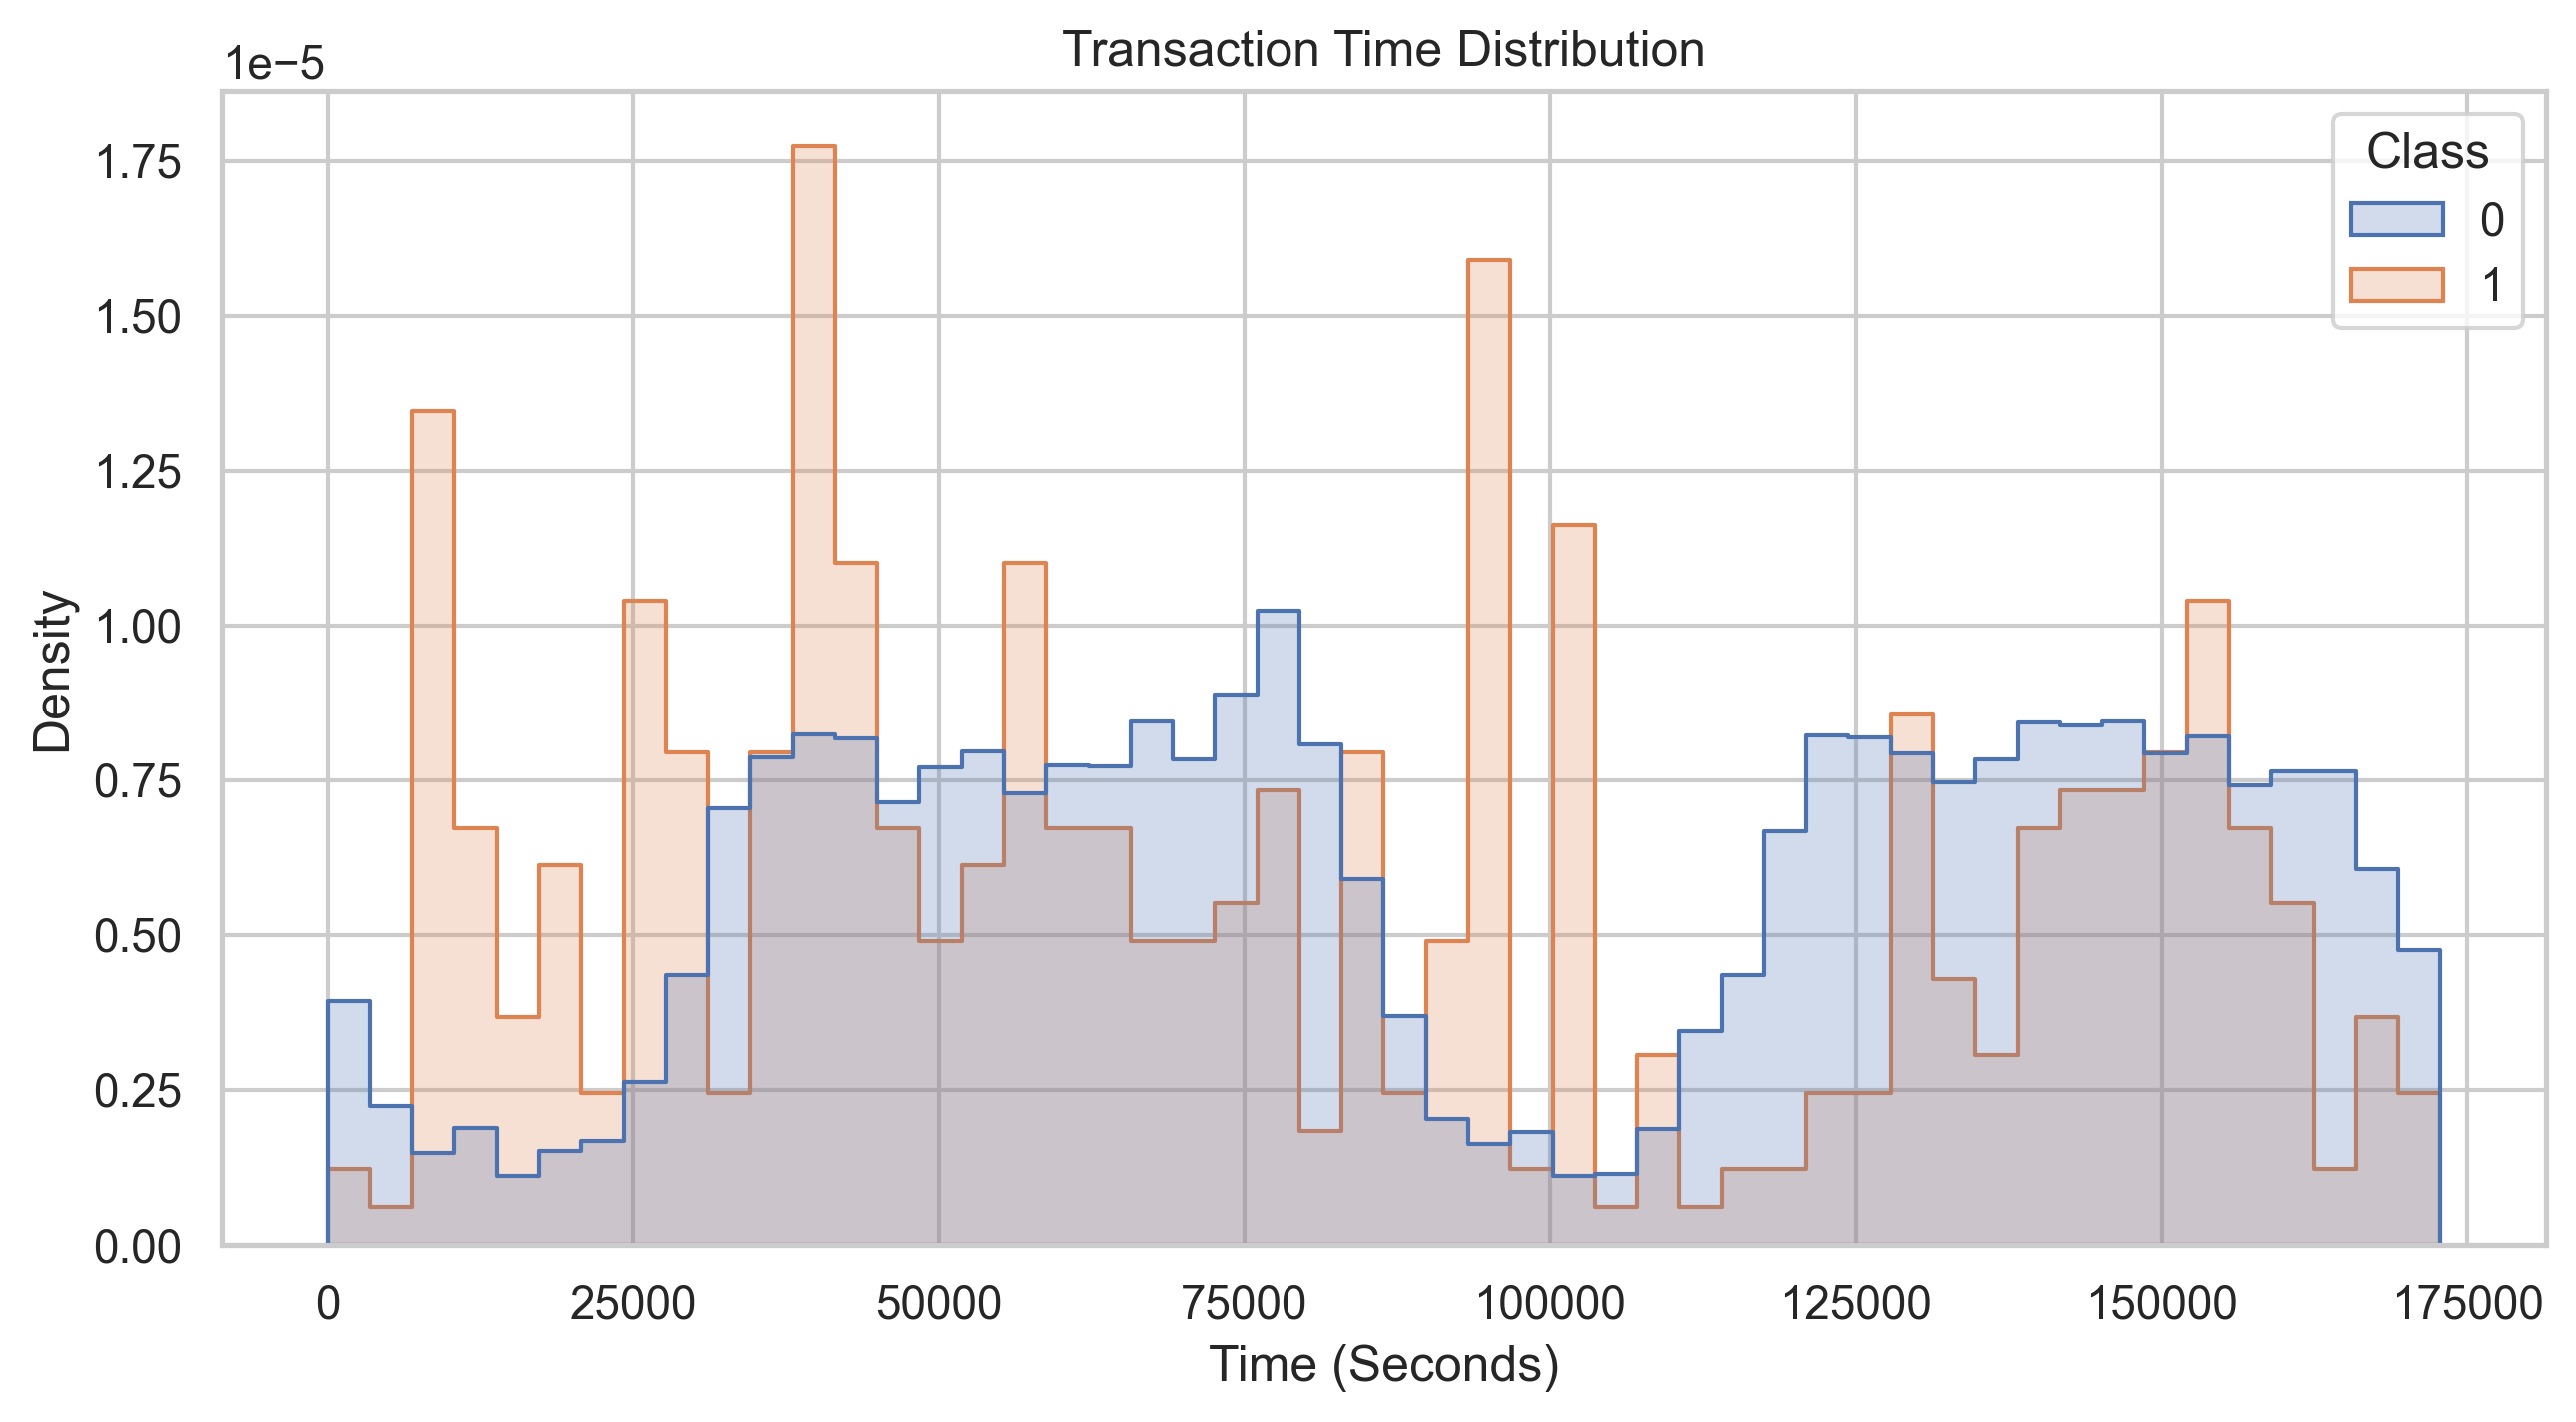 Transaction Time Distribution
1e−5
1.75
1.50
1.25
1.00
0.75
0.50
0.25
0.00
Density
Class
0
1
0 25000 50000 75000 100000 125000 150000 175000
Time (Seconds)